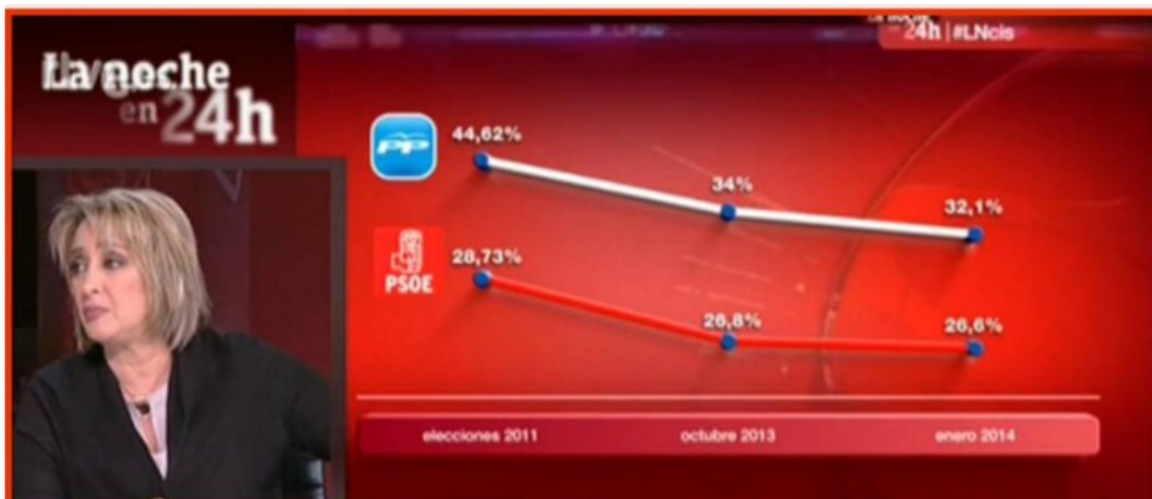 La noche
en 24h
24h | #LNcis
PP
44,62%
34%
32,1%
PSOE
28,73%
26,8%
26,6%
elecciones 2011
octubre 2013
enero 2014